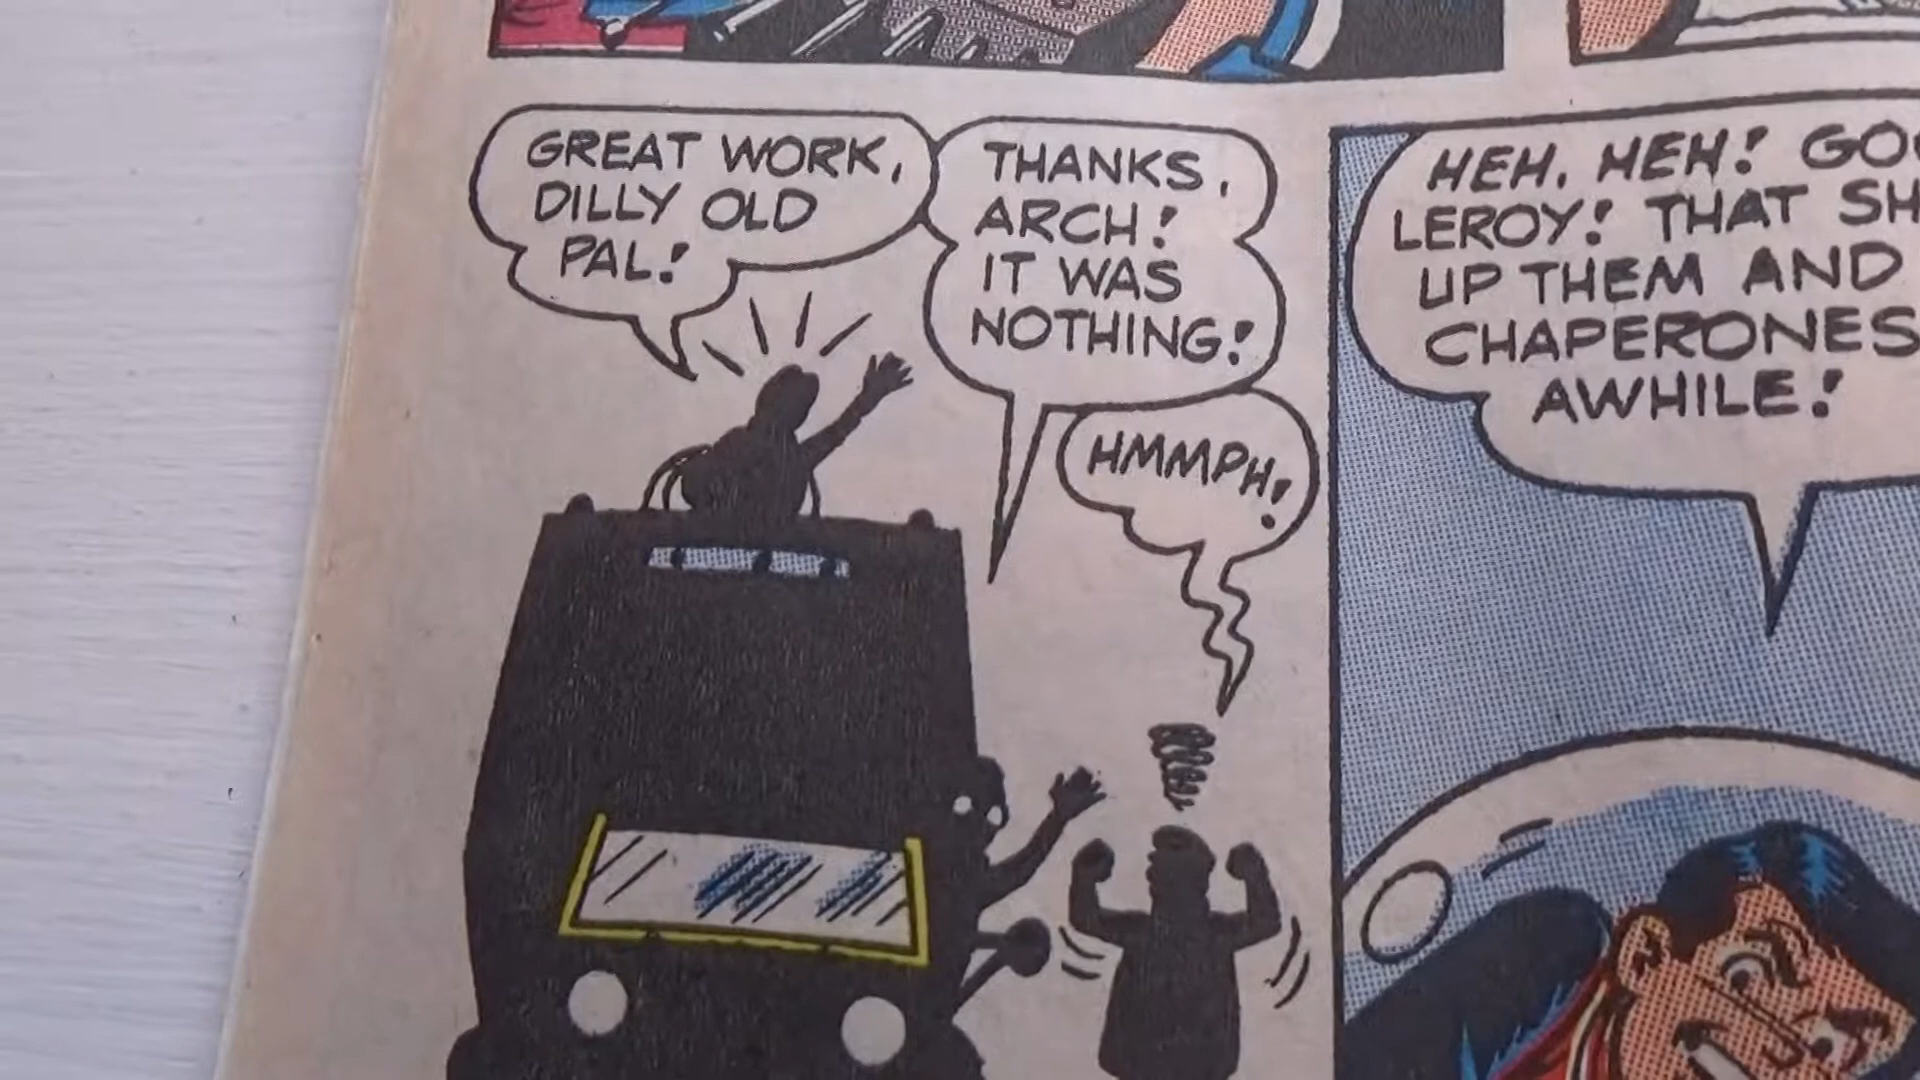 GREAT WORK,
DILLY OLD
PAL!
THANKS,
ARCH!
IT WAS
NOTHING!
HMMPH!
HEH, HEH!
LEROY! THAT
UP THEM AND
CHAPERONES
AWHILE!